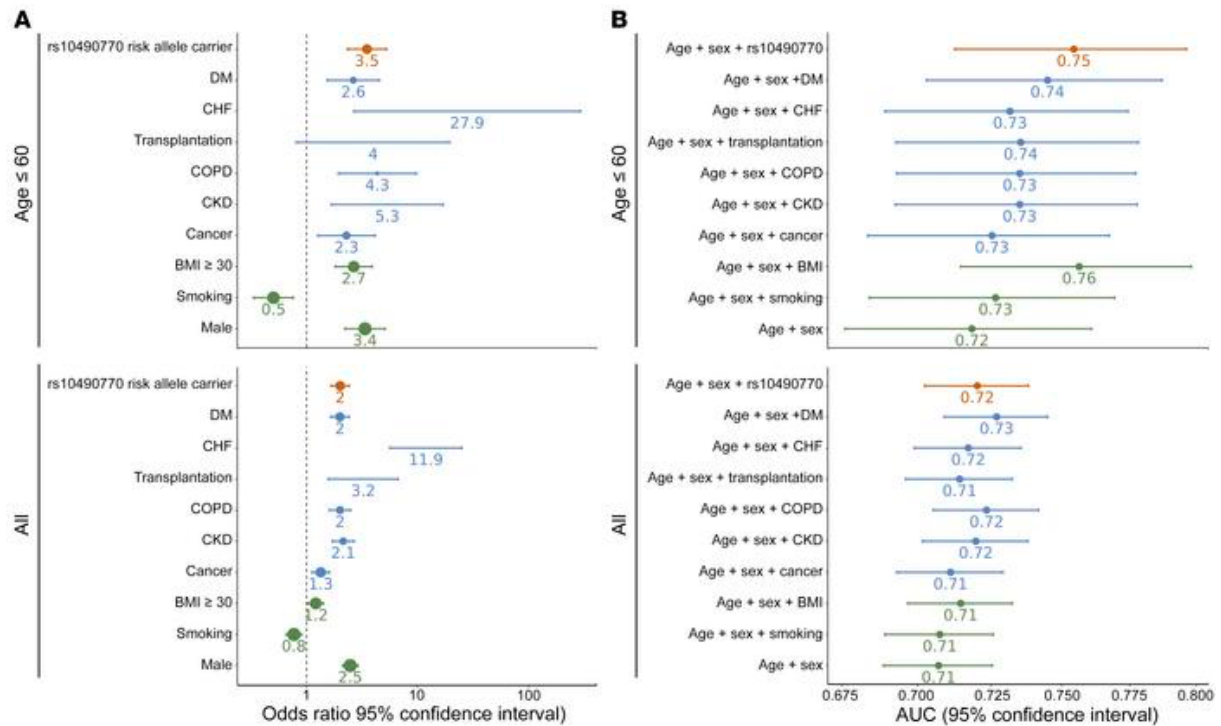 A
Age ≤ 60
rs10490770 risk allele carrier
3.5
DM
2.6
CHF
27.9
Transplantation
4
COPD
4.3
CKD
5.3
Cancer
2.3
BMI ≥ 30
2.7
Smoking
0.5
Male
3.4
All
rs10490770 risk allele carrier
2
DM
2
CHF
11.9
Transplantation
3.2
COPD
2
CKD
2.1
Cancer
1.3
BMI ≥ 30
1.2
Smoking
0.8
Male
2.5
1 10 100
Odds ratio 95% confidence interval)
B
Age ≤ 60
Age + sex + rs10490770
0.75
Age + sex +DM
0.74
Age + sex + CHF
0.73
Age + sex + transplantation
0.74
Age + sex + COPD
0.73
Age + sex + CKD
0.73
Age + sex + cancer
0.73
Age + sex + BMI
0.76
Age + sex + smoking
0.73
Age + sex
0.72
All
Age + sex + rs10490770
0.72
Age + sex +DM
0.73
Age + sex + CHF
0.72
Age + sex + transplantation
0.71
Age + sex + COPD
0.72
Age + sex + CKD
0.72
Age + sex + cancer
0.71
Age + sex + BMI
0.71
Age + sex + smoking
0.71
Age + sex
0.71
0.675 0.700 0.725 0.750 0.775 0.800
AUC (95% confidence interval)